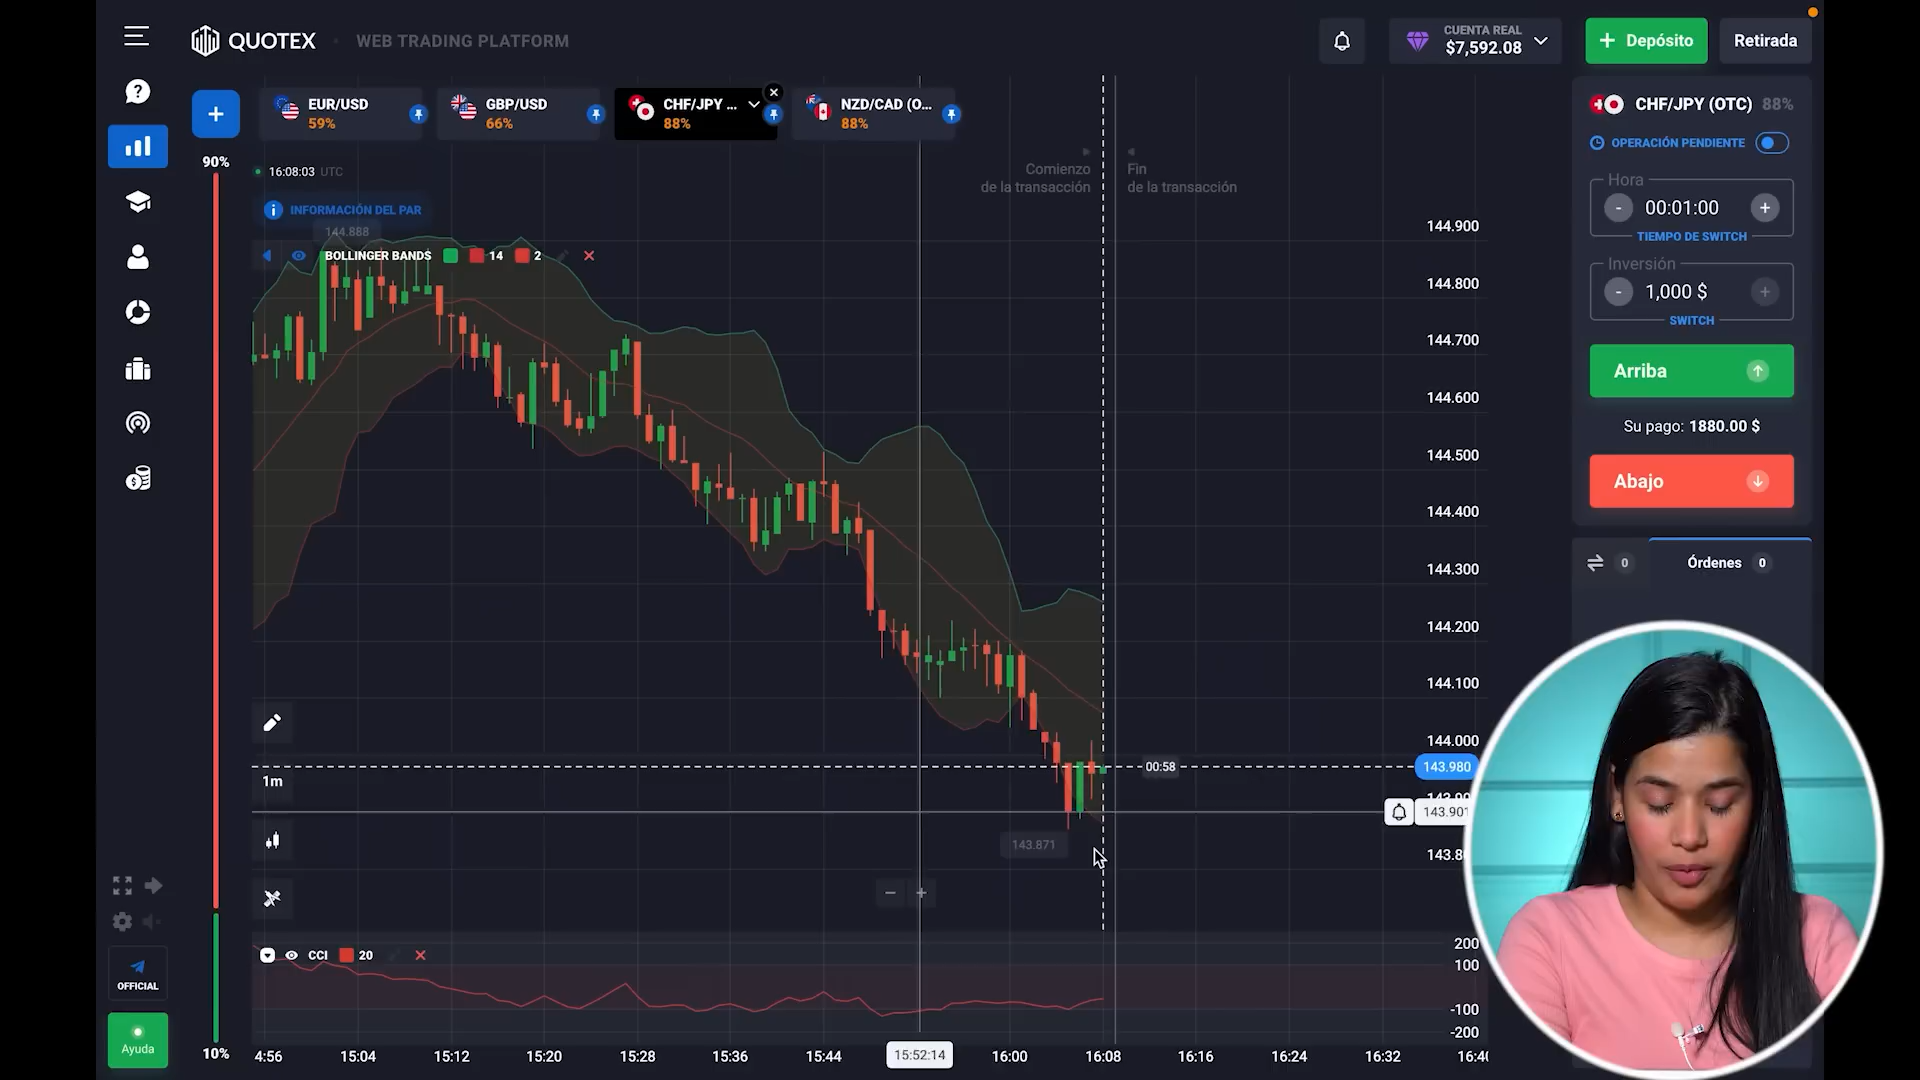 QUOTEX
WEB TRADING PLATFORM
CUENTA REAL
$7,592.08
+ Depósito
Retirada
EUR/USD
59%
GBP/USD
66%
CHF/JPY ...
88%
NZD/CAD (O...
88%
90%
16:08:03 UTC
INFORMACIÓN DEL PAR
144.888
BOLLINGER BANDS 14 2
Comienzo
de la transacción
Fin
de la transacción
144.900
144.800
144.700
144.600
144.500
144.400
144.300
144.200
144.100
144.000
00:58
143.980
143.901
143.8
143.871
1m
CCI 20
200
100
-100
-200
10%
4:56
15:04
15:12
15:20
15:28
15:36
15:44
15:52:14
16:00
16:08
16:16
16:24
16:32
16:40
CHF/JPY (OTC) 88%
OPERACIÓN PENDIENTE
Hora
- 00:01:00 +
TIEMPO DE SWITCH
Inversión
- 1,000 $ +
SWITCH
Arriba
Su pago: 1880.00 $
Abajo
0
Órdenes 0
OFFICIAL
Ayuda